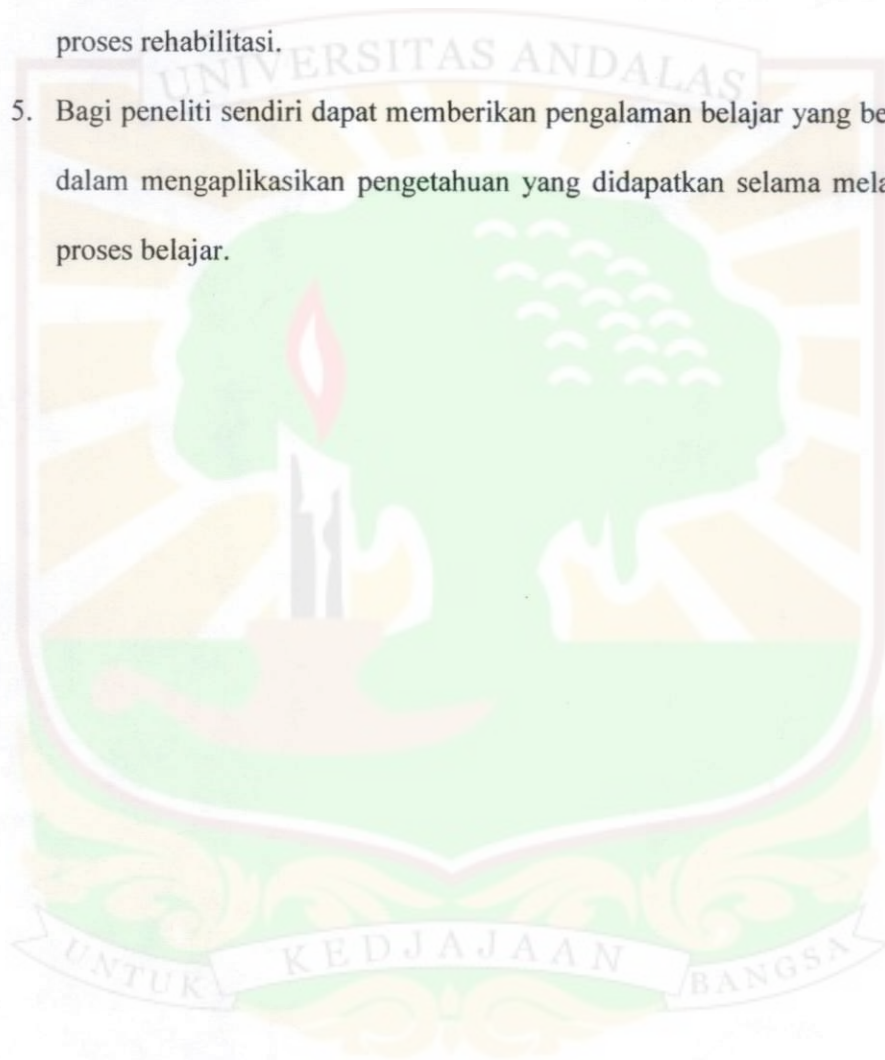 proses rehabilitasi.
UNIVERSITAS ANDALAS
5. Bagi peneliti sendiri dapat memberikan pengalaman belajar yang
dalam mengaplikasikan pengetahuan yang didapatkan selama
proses belajar.
UNTUK KEDJAJAAN BANGSA